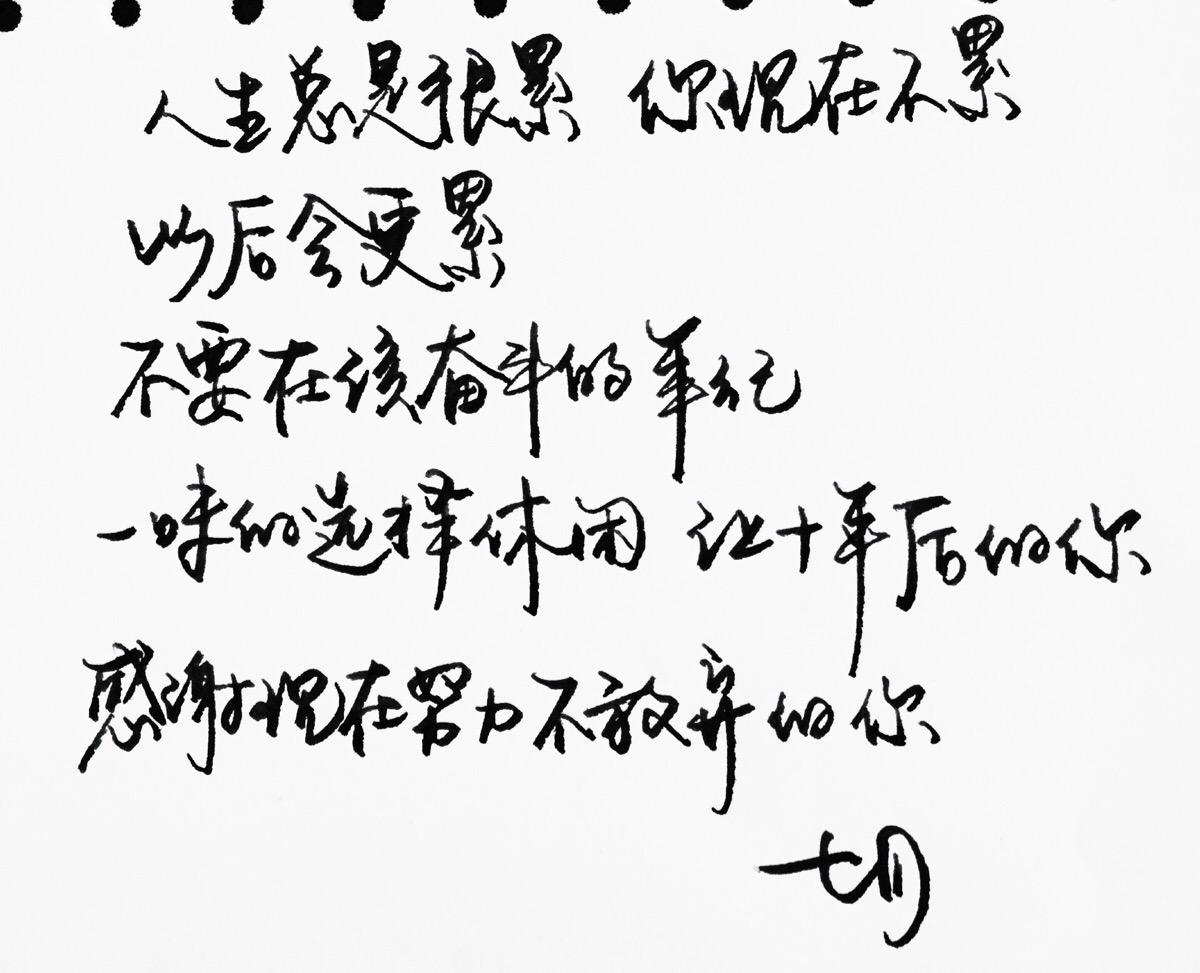 人生总是很累 你现在不累
以后会更累
不要在该奋斗的年纪
一味的选择休闲 让十年后的你
感谢现在努力不放弃的你
七月